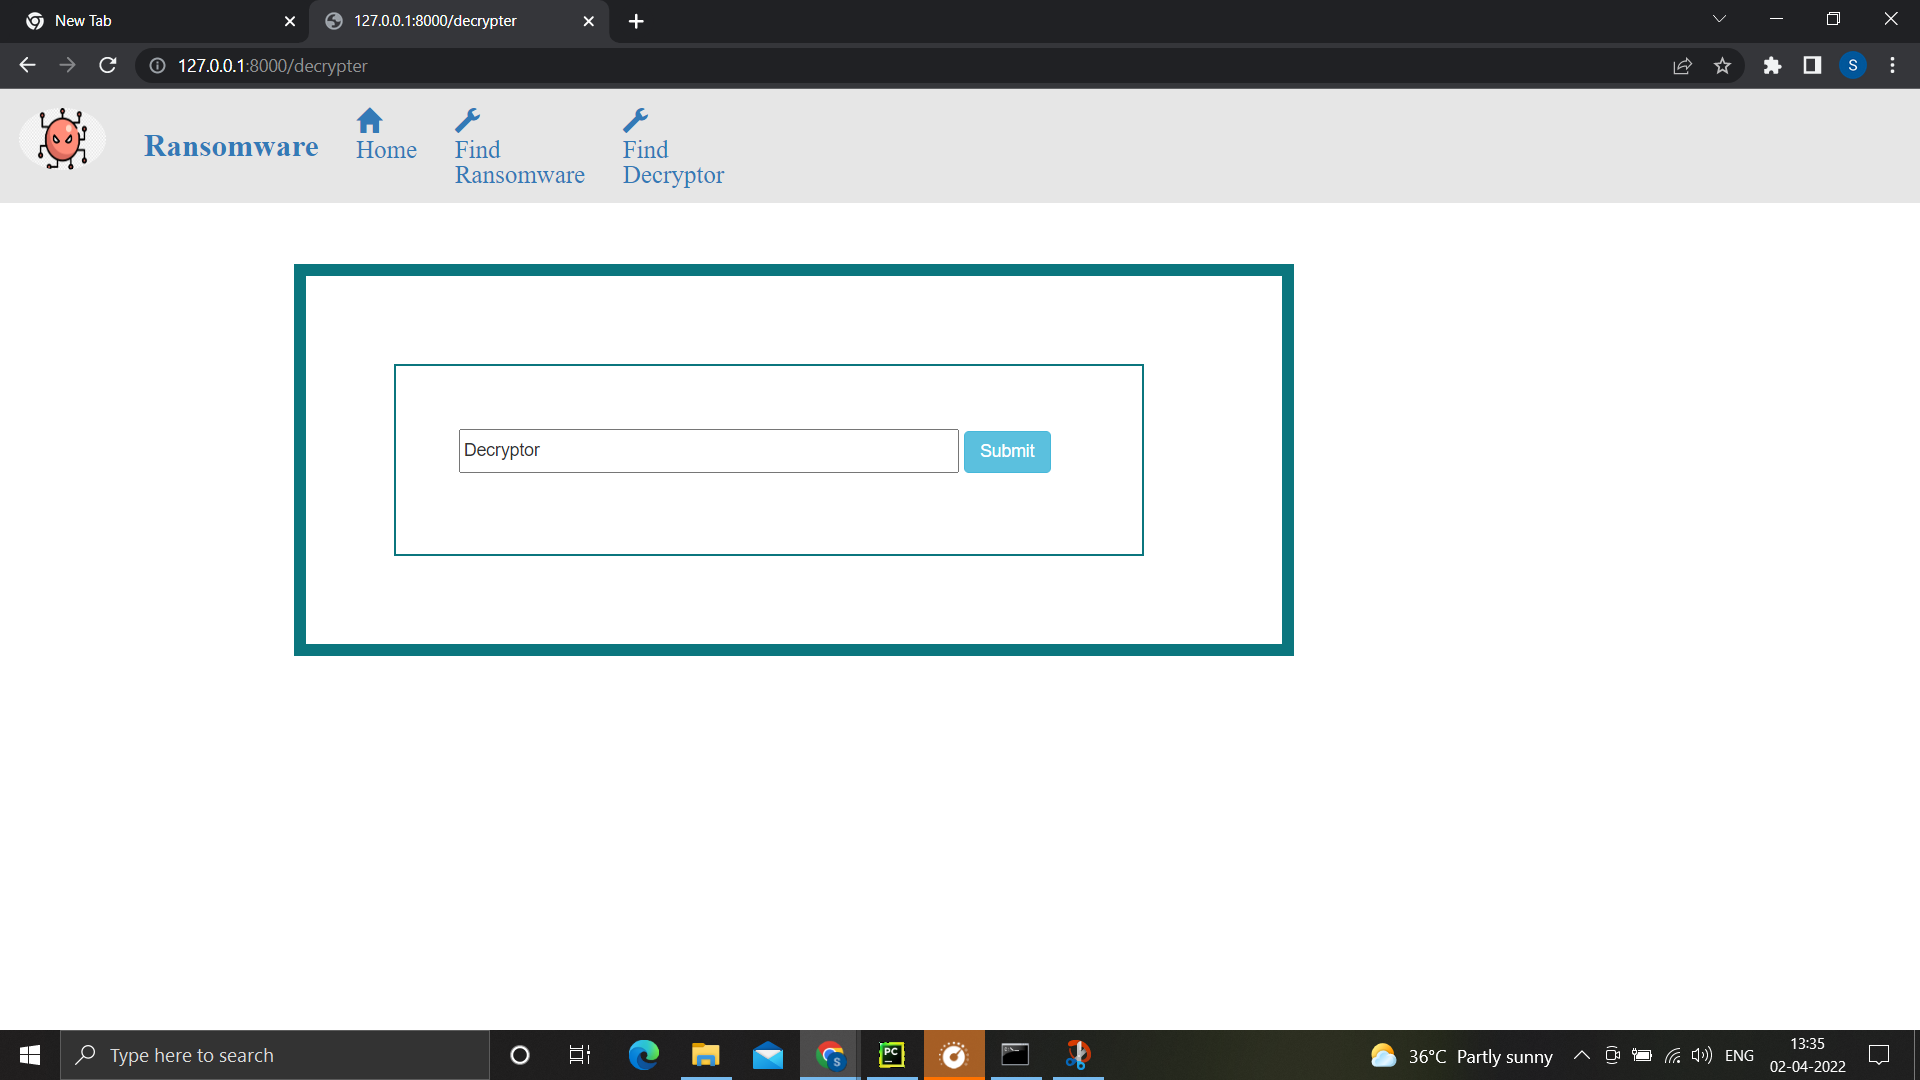 New Tab
127.0.0.1:8000/decrypter
127.0.0.1:8000/decrypter
S
Ransomware
Home
Find
Ransomware
Find
Decryptor
Decryptor
Submit
Type here to search
S
PC
36°C Partly sunny
ENG
13:35
02-04-2022